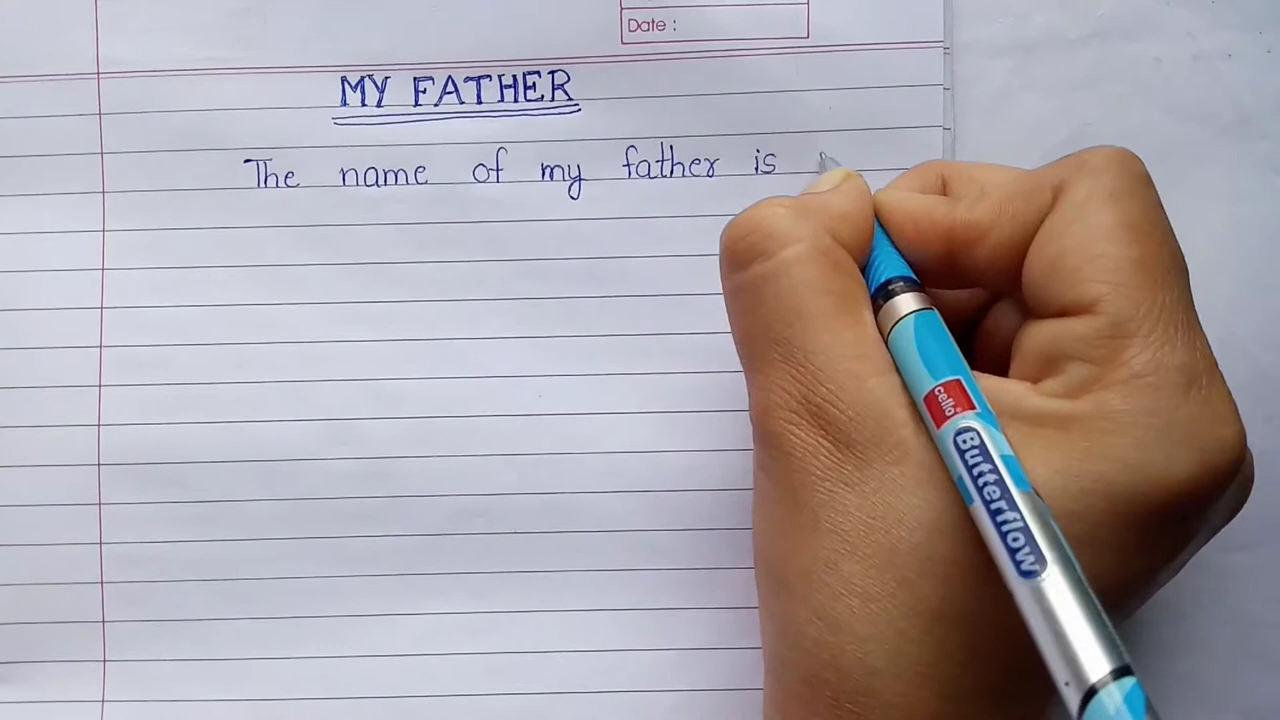 Date :
MY FATHER
The name of my father is
cello
Butterflow